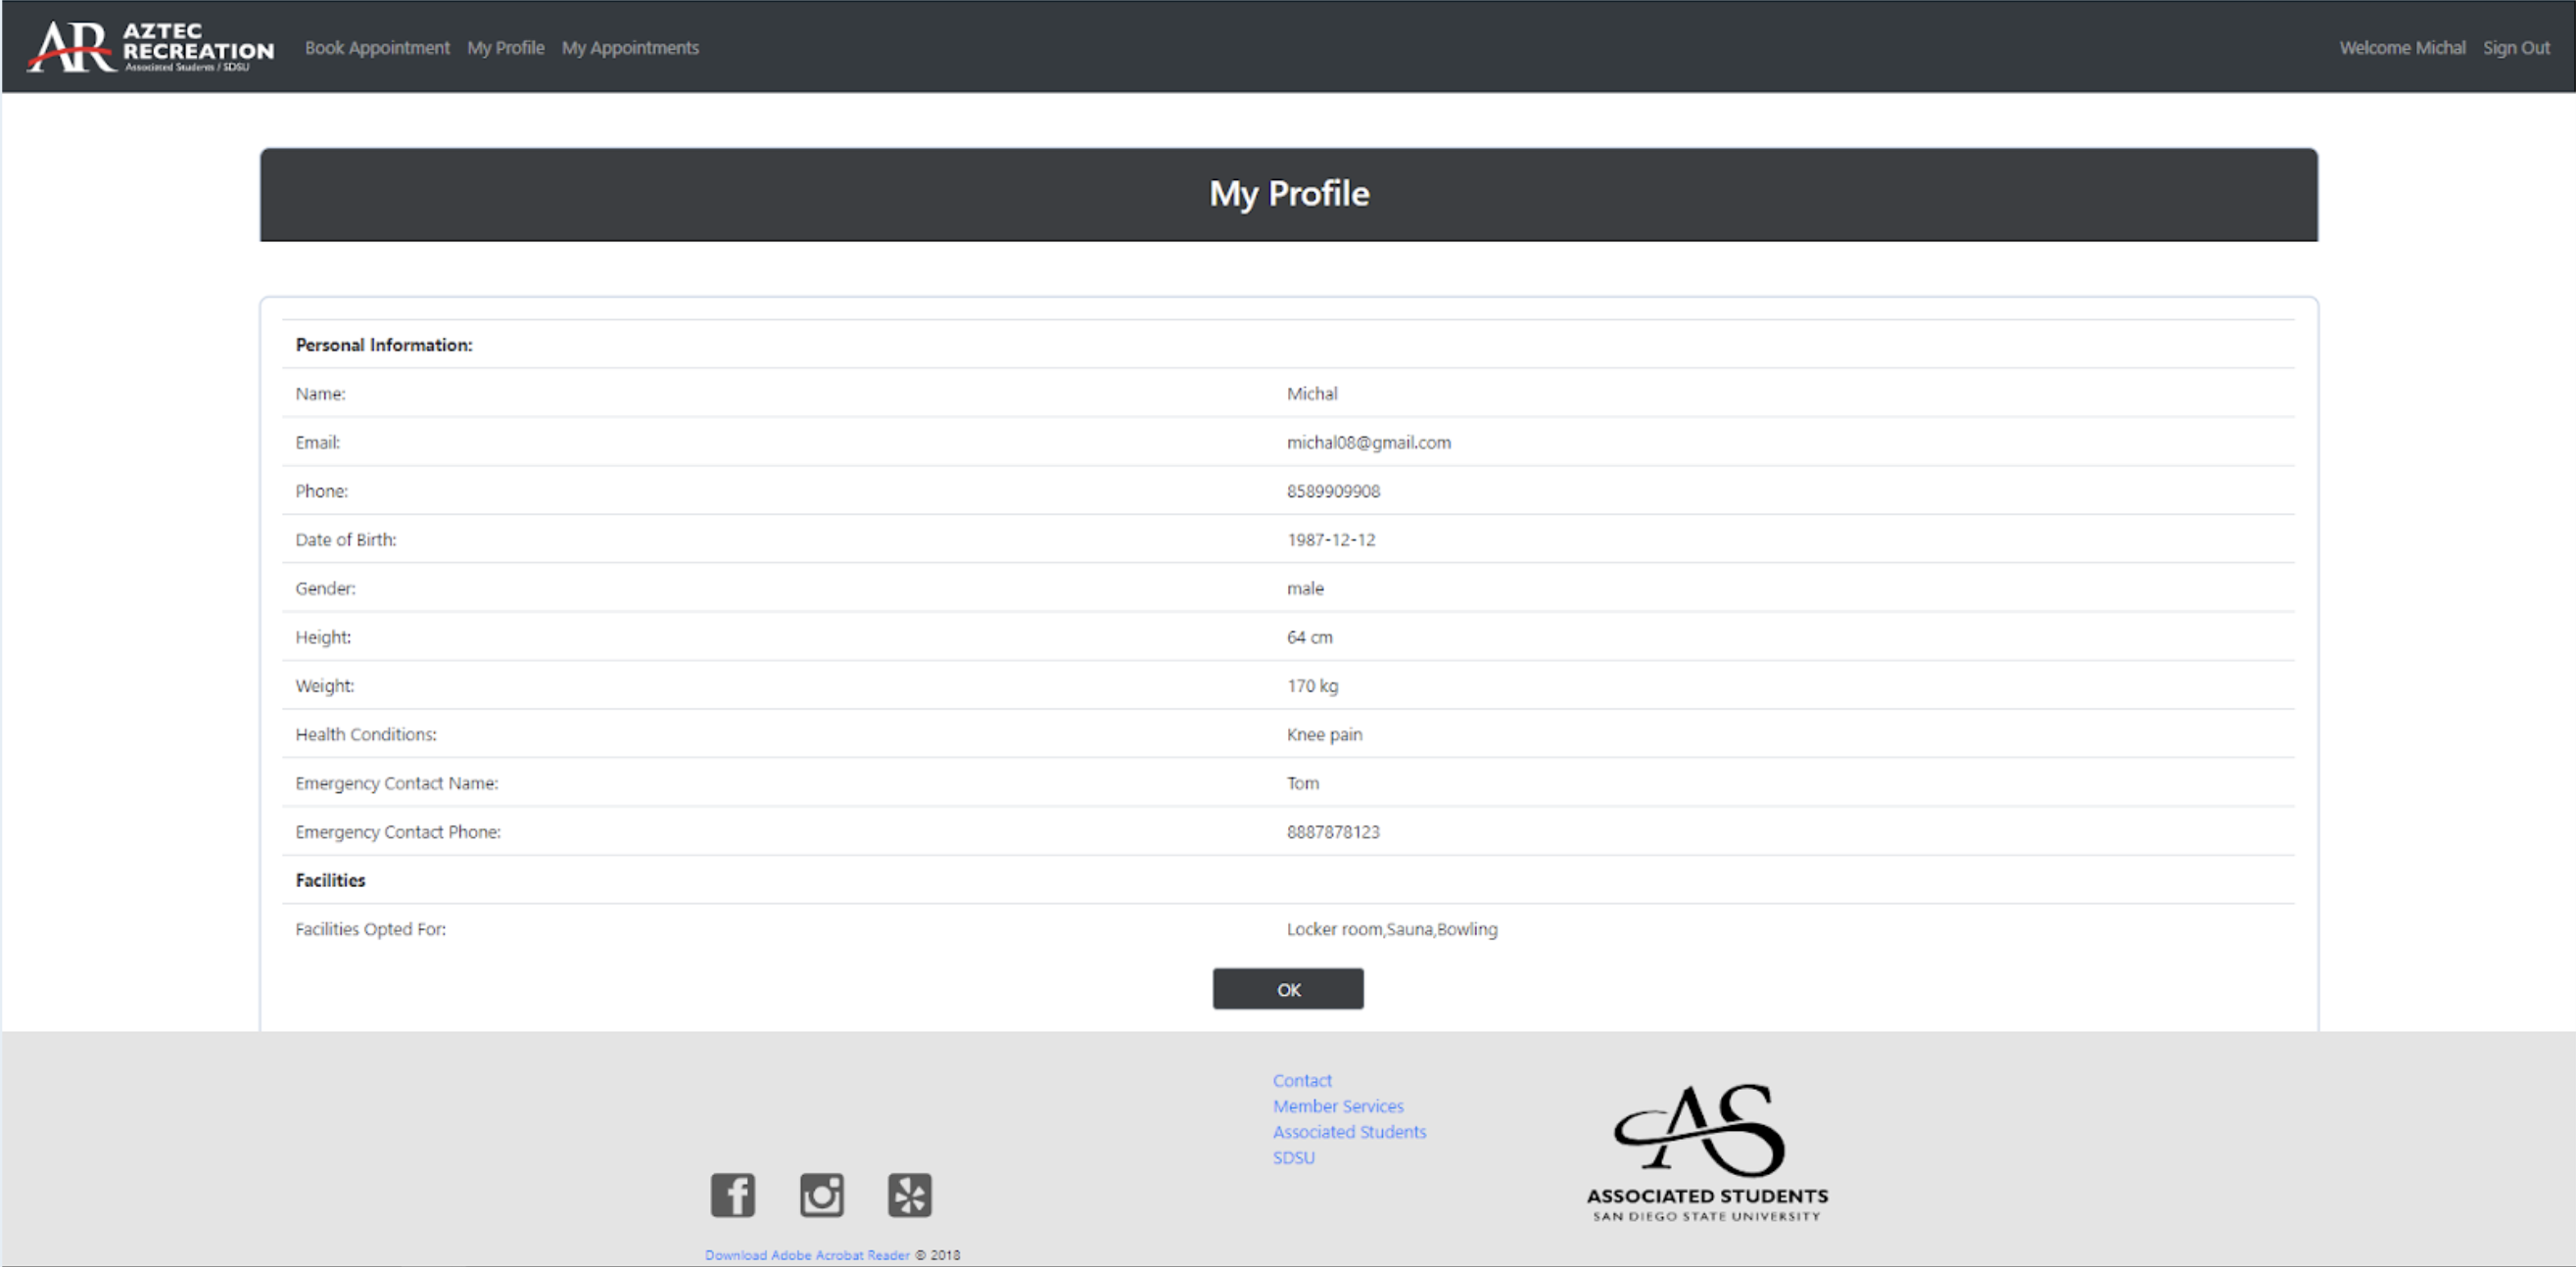 AZTEC
RECREATION
Associated Students / SDSU
Book Appointment My Profile My Appointments
Welcome Michal Sign Out
My Profile
Personal Information:
Name: Michal
Email: michal08@gmail.com
Phone: 8589909908
Date of Birth: 1987-12-12
Gender: male
Height: 64 cm
Weight: 170 kg
Health Conditions: Knee pain
Emergency Contact Name: Tom
Emergency Contact Phone: 8887878123
Facilities
Facilities Opted For: Locker room,Sauna,Bowling
OK
Contact
Member Services
Associated Students
SDSU
AS
ASSOCIATED STUDENTS
SAN DIEGO STATE UNIVERSITY
Download Adobe Acrobat Reader © 2018